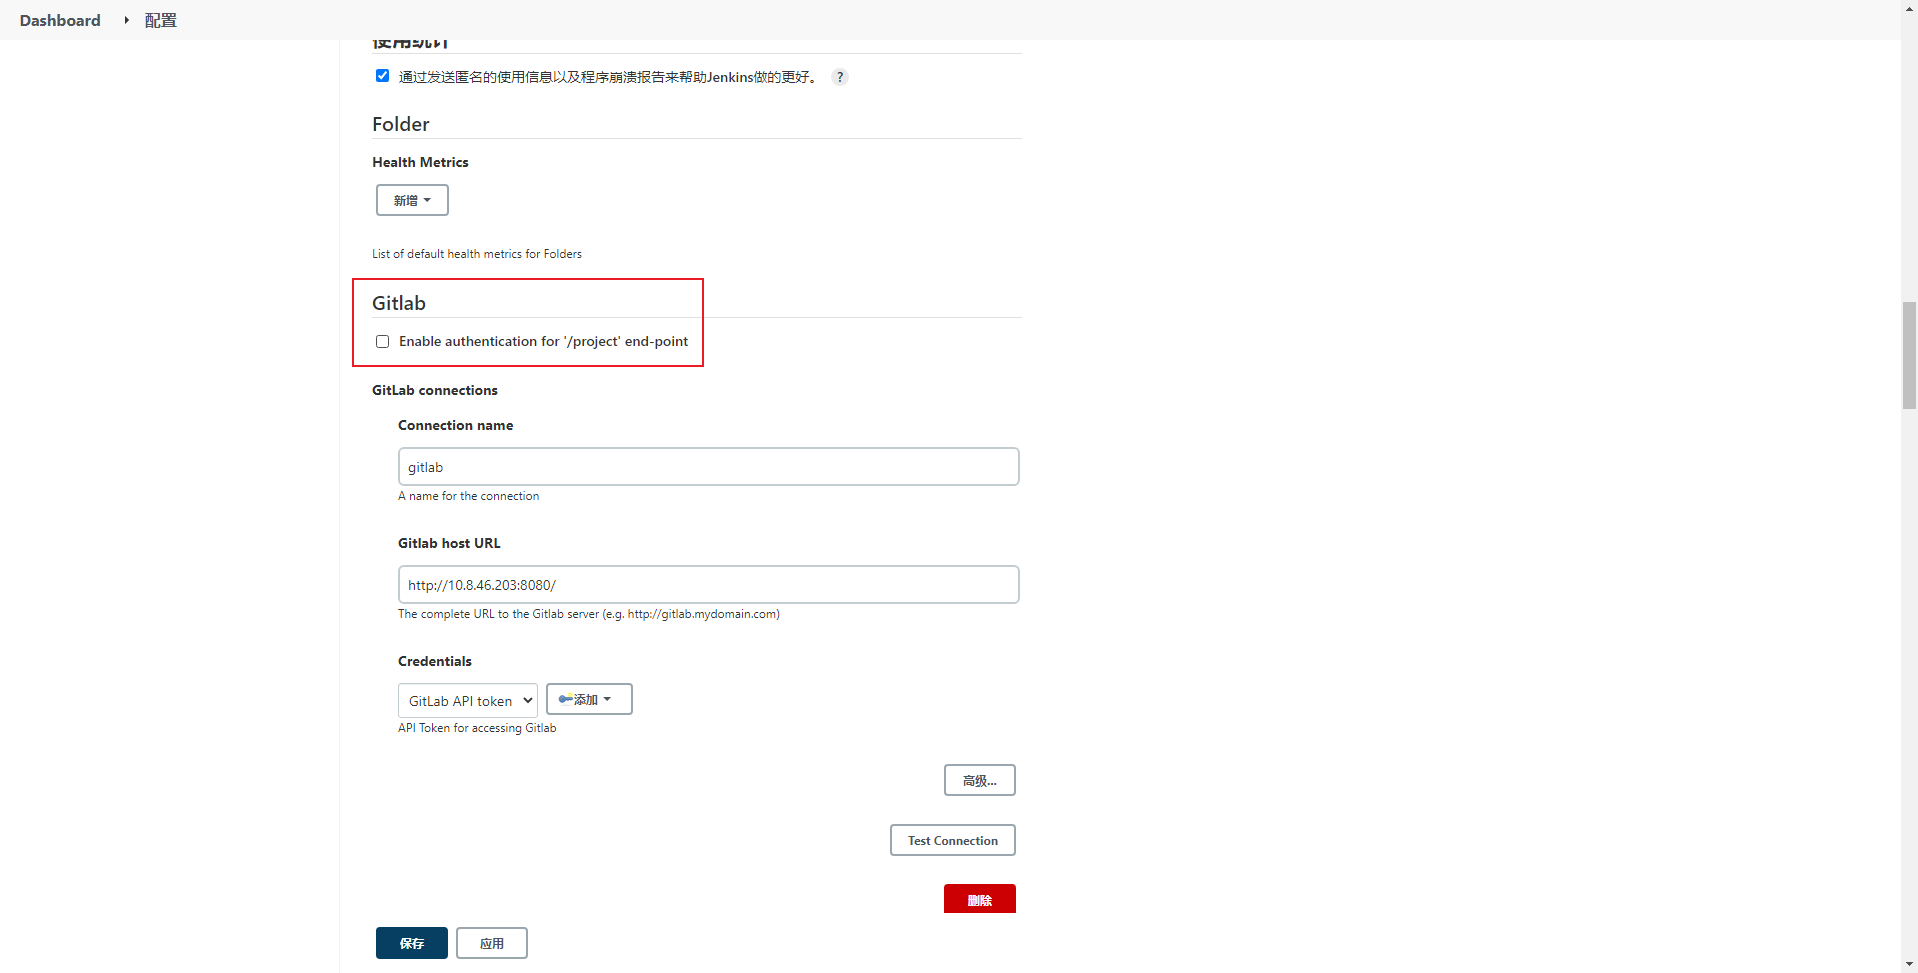 Dashboard
配置
使用统计
通过发送匿名的使用信息以及程序崩溃报告来帮助Jenkins做的更好。 ?
Folder
Health Metrics
新增
List of default health metrics for Folders
Gitlab
Enable authentication for '/project' end-point
GitLab connections
Connection name
gitlab
A name for the connection
Gitlab host URL
http://10.8.46.203:8080/
The complete URL to the Gitlab server (e.g. http://gitlab.mydomain.com)
Credentials
GitLab API token
添加
API Token for accessing Gitlab
高级...
Test Connection
删除
保存
应用